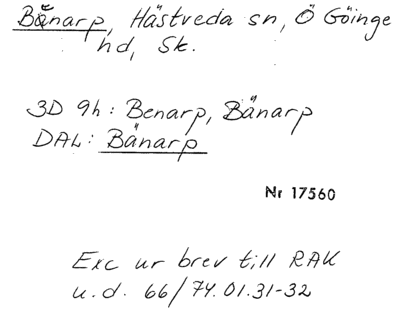 Bänarp, Hästveda sn, Ö Göinge
hd, Sk.
3D 9h: Benarp, Bänarp
DAL: Bänarp
Nr 17560
Exc ur brev till RAK
u.d. 66/74.01.31-32